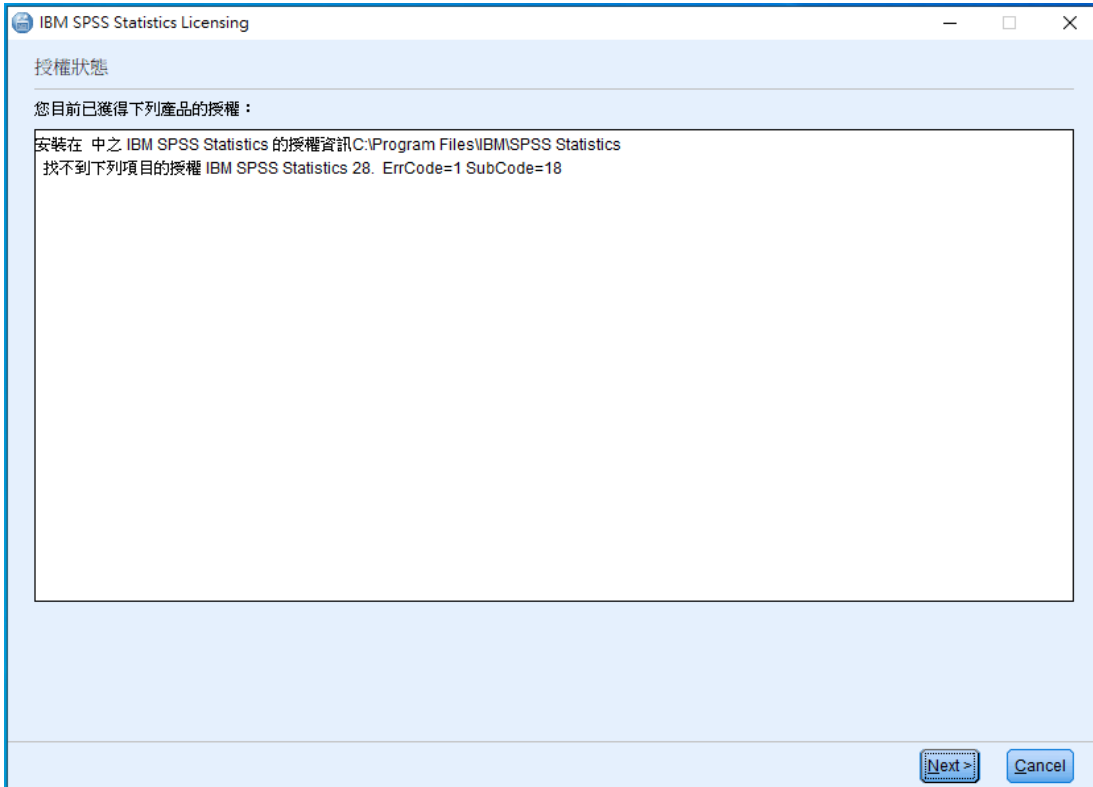 IBM SPSS Statistics Licensing
授權狀態
您目前已獲得下列產品的授權：
安裝在 中之 IBM SPSS Statistics 的授權資訊C:\Program Files\IBM\SPSS Statistics
找不到下列項目的授權 IBM SPSS Statistics 28. ErrCode=1 SubCode=18
Next >
Cancel